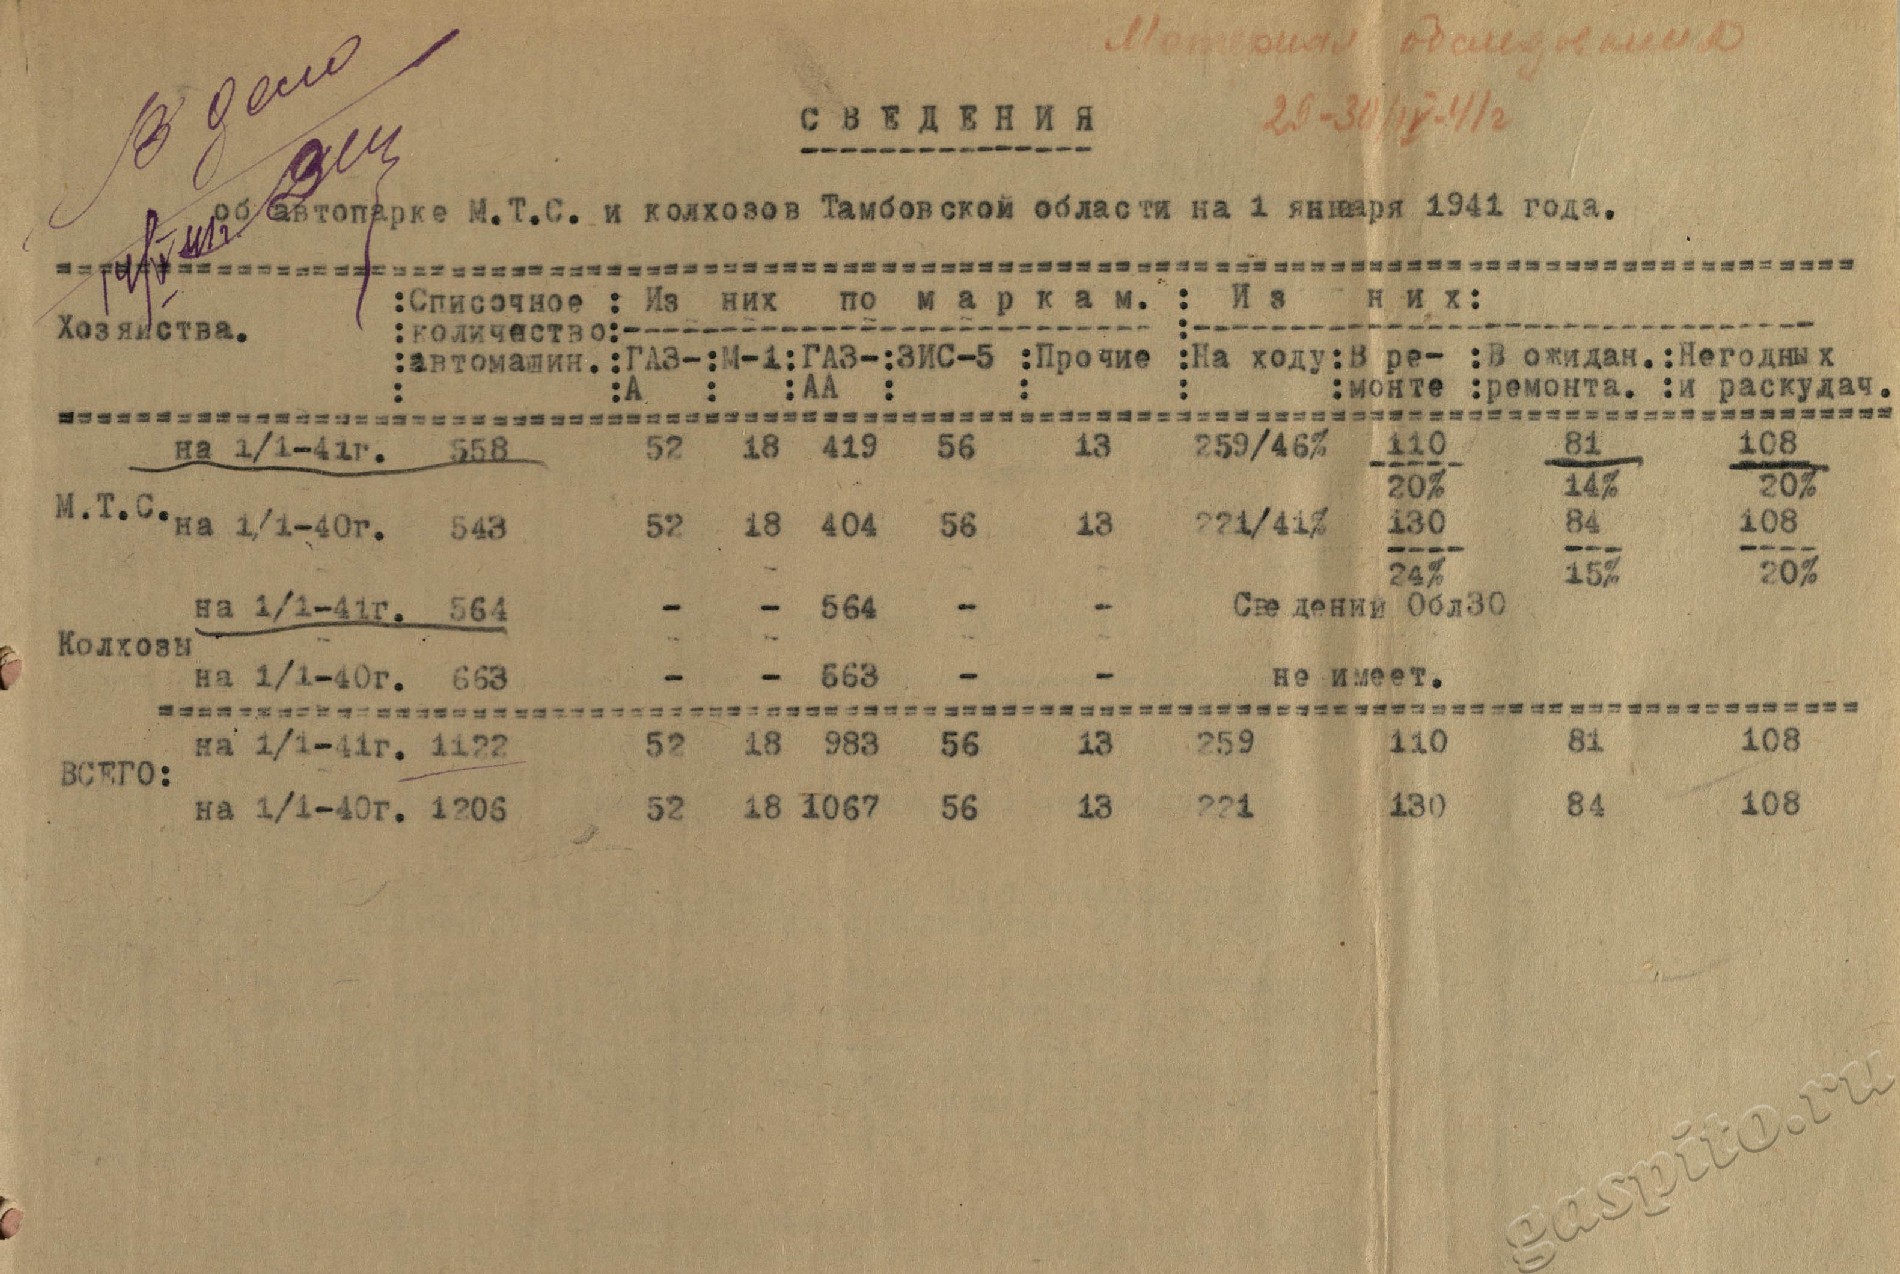 Материал обследования
29-30/IV-41г
В дело
14/V 41г.
СВЕДЕНИЯ
об автопарке М.Т.С. и колхозов Тамбовской области на 1 января 1941 года.
Хозяйства. :Списочное количество автомашин. : Из них по маркам. : Из них:
:ГАЗ-А :М-1 :ГАЗ-АА :ЗИС-5 :Прочие :На ходу :В ремонте :В ожидан. ремонта. :Негодных и раскудач.
на 1/1-41г. 558 52 18 419 56 13 259/46% 110 81 108
20% 14% 20%
М.Т.С.
на 1/1-40г. 543 52 18 404 56 13 221/41% 130 84 108
24% 15% 20%
на 1/1-41г. 564 - - 564 - - Сведений ОблЗО
Колхозы
на 1/1-40г. 663 - - 663 - - не имеет.
на 1/1-41г. 1122 52 18 983 56 13 259 110 81 108
ВСЕГО:
на 1/1-40г. 1206 52 18 1067 56 13 221 130 84 108
gaspito.ru